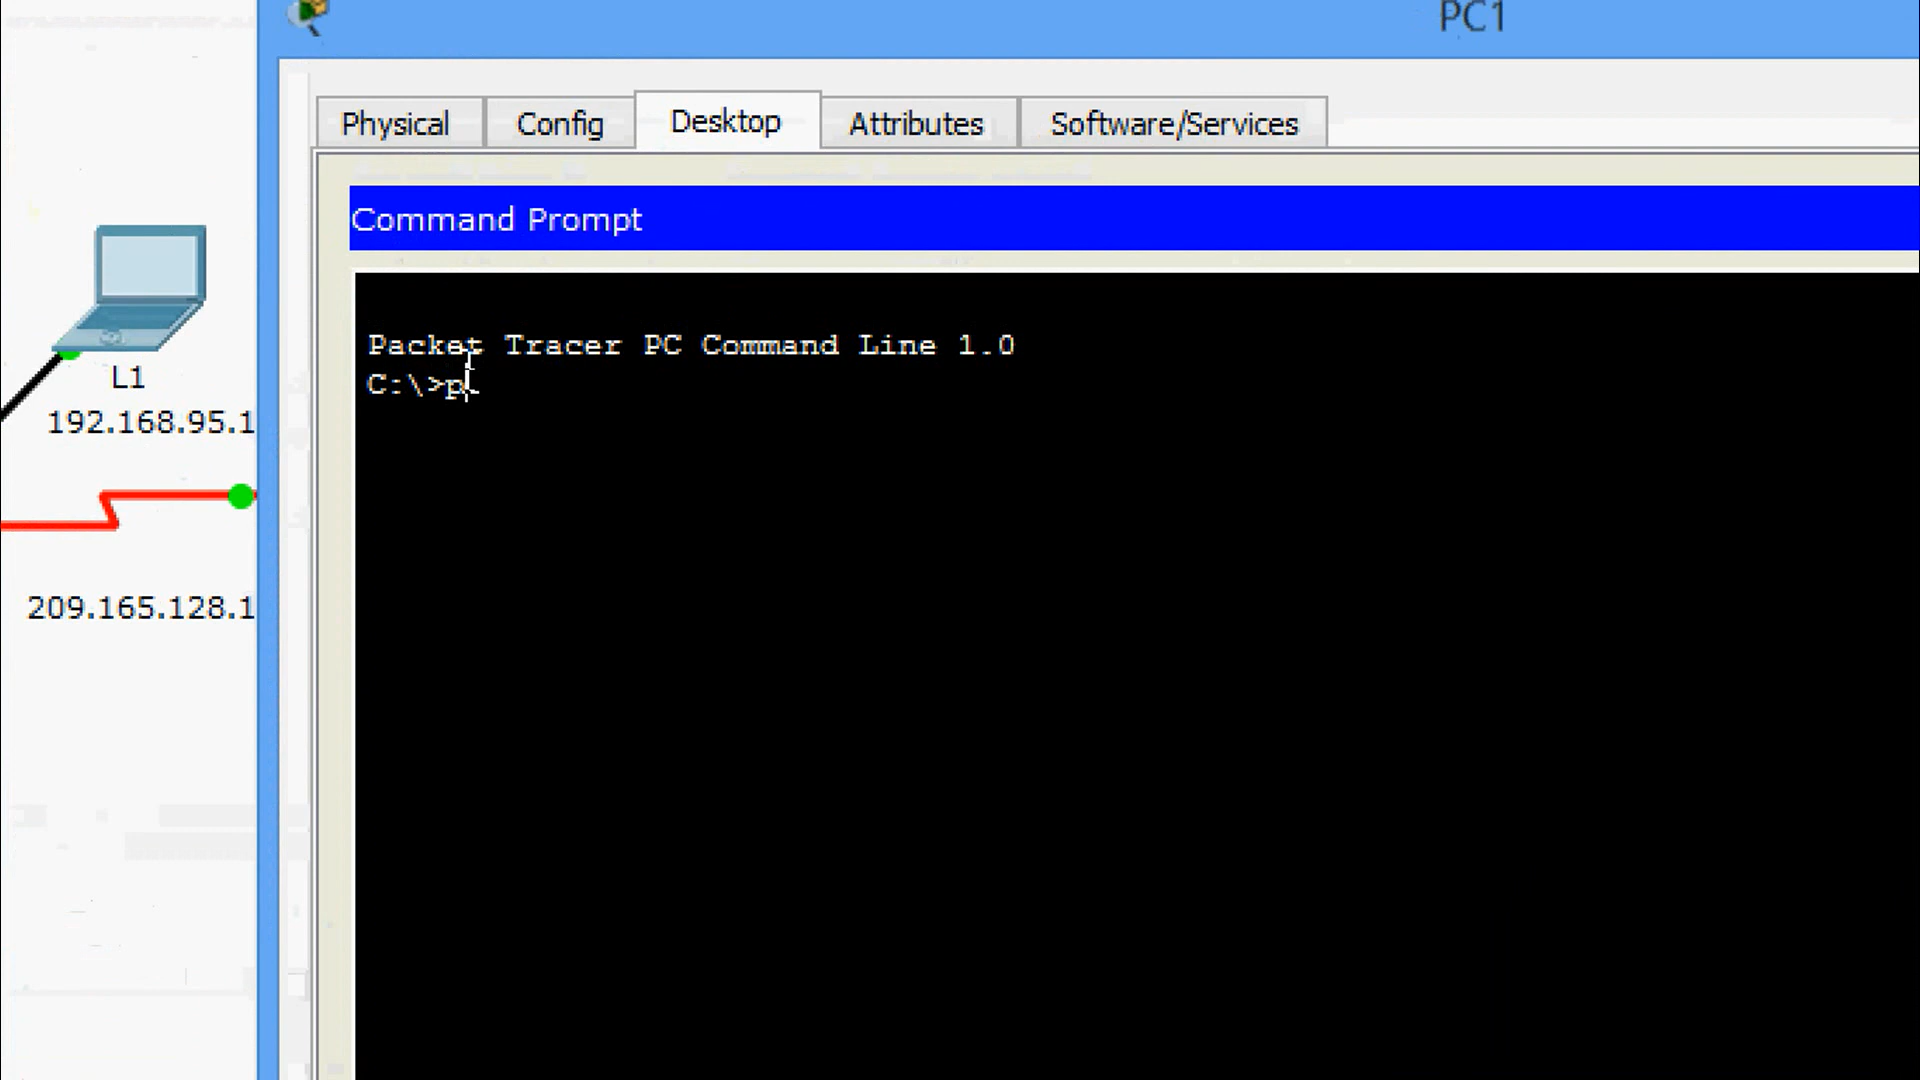 PC1
Physical
Config
Desktop
Attributes
Software/Services
Command Prompt
Packet Tracer PC Command Line 1.0
C:\>p
L1
192.168.95.1
209.165.128.1